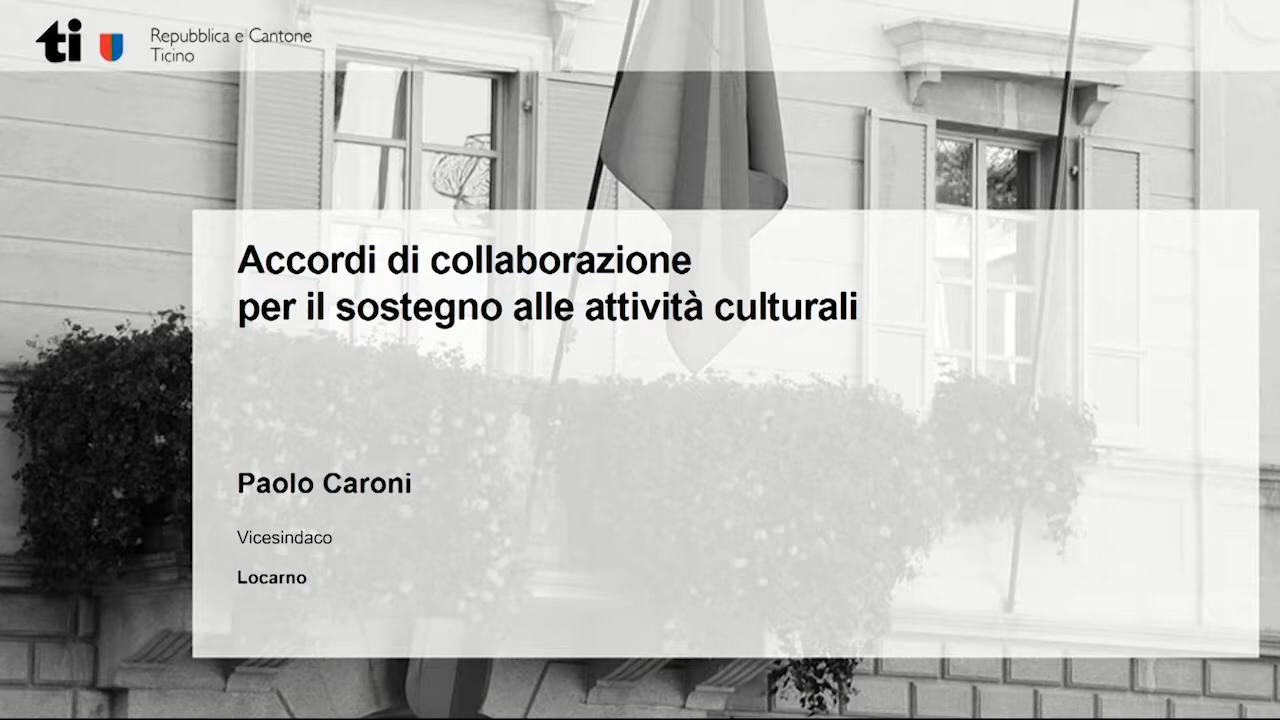 ti
Repubblica e Cantone
Ticino
Accordi di collaborazione
per il sostegno alle attività culturali
Paolo Caroni
Vicesindaco
Locarno